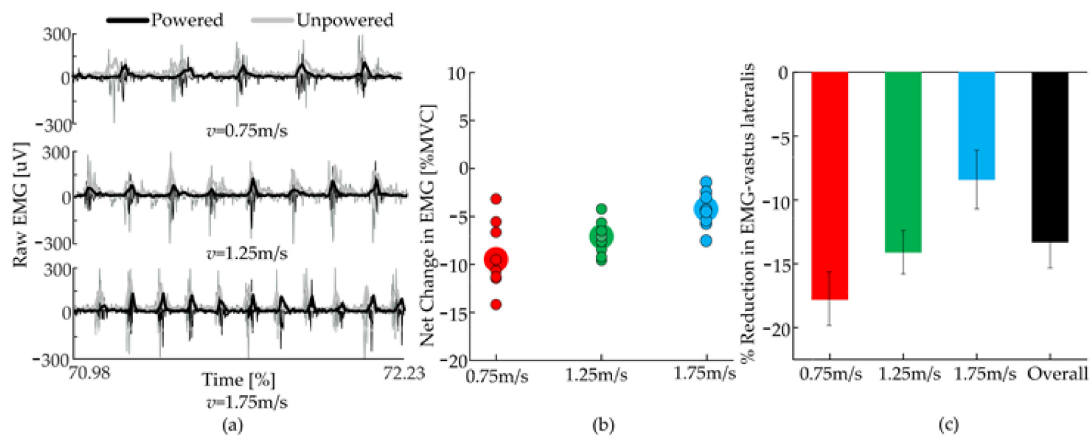 Powered Unpowered
Raw EMG [uV]
300
0
−300
v=0.75m/s
300
0
−300
v=1.25m/s
300
0
−300
70.98 Time [%] 72.23
v=1.75m/s
(a)
Net Change in EMG [%MVC]
10
5
0
−5
−10
−15
−20
0.75m/s 1.25m/s 1.75m/s
(b)
% Reduction in EMG-vastus lateralis
0
−5
−10
−15
−20
0.75m/s 1.25m/s 1.75m/s Overall
(c)